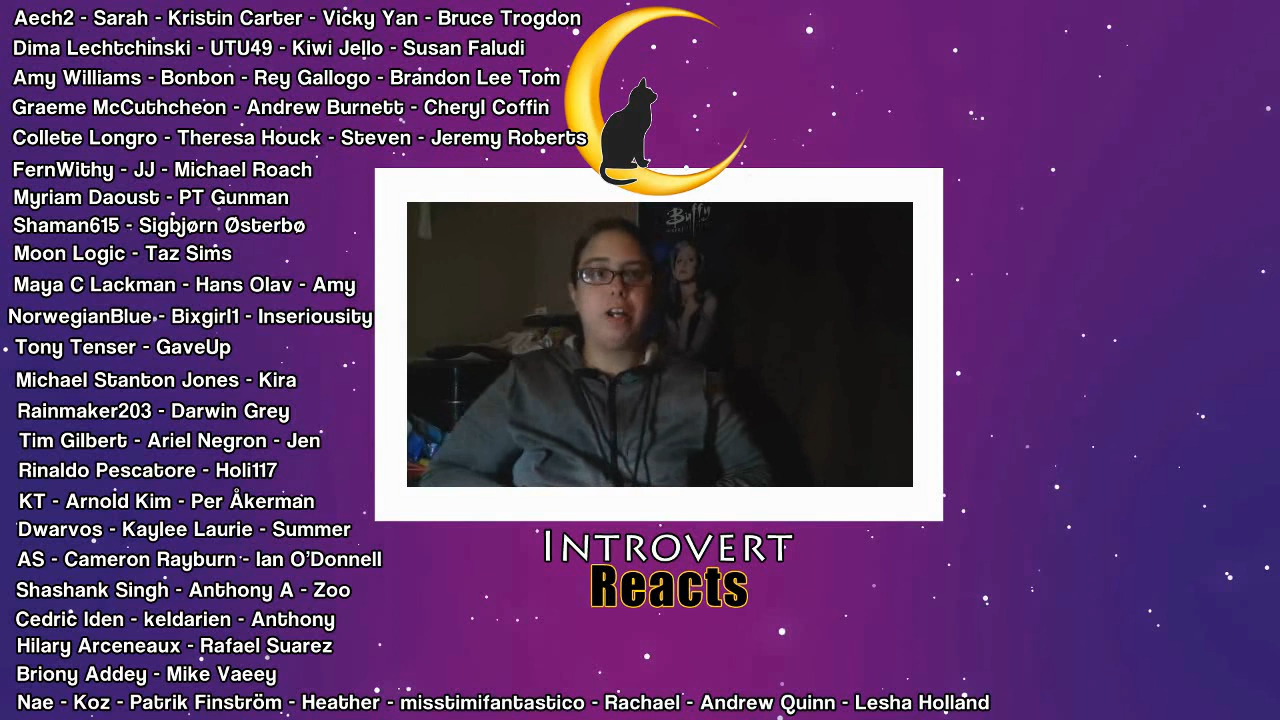 Aech2 - Sarah - Kristin Carter - Vicky Yan - Bruce Trogdon
Dima Lechtchinski - UTU49 - Kiwi Jello - Susan Faludi
Amy Williams - Bonbon - Rey Gallogo - Brandon Lee Tom
Graeme McCuthcheon - Andrew Burnett - Cheryl Coffin
Collete Longro - Theresa Houck - Steven - Jeremy Roberts
FernWithy - JJ - Michael Roach
Myriam Daoust - PT Gunman
Shaman615 - Sigbjørn Østerbø
Moon Logic - Taz Sims
Maya C Lackman - Hans Olav - Amy
NorwegianBlue - Bixgirl1 - Inseriousity
Tony Tenser - GaveUp
Michael Stanton Jones - Kira
Rainmaker203 - Darwin Grey
Tim Gilbert - Ariel Negron - Jen
Rinaldo Pescatore - Holi117
KT - Arnold Kim - Per Åkerman
Dwarvos - Kaylee Laurie - Summer
AS - Cameron Rayburn - Ian O'Donnell
Shashank Singh - Anthony A - Zoo
Cedric Iden - keldarien - Anthony
Hilary Arceneaux - Rafael Suarez
Briony Addey - Mike Vaeey
Nae - Koz - Patrik Finström - Heather - misstimifantastico - Rachael - Andrew Quinn - Lesha Holland
Buffy
Introvert
Reacts